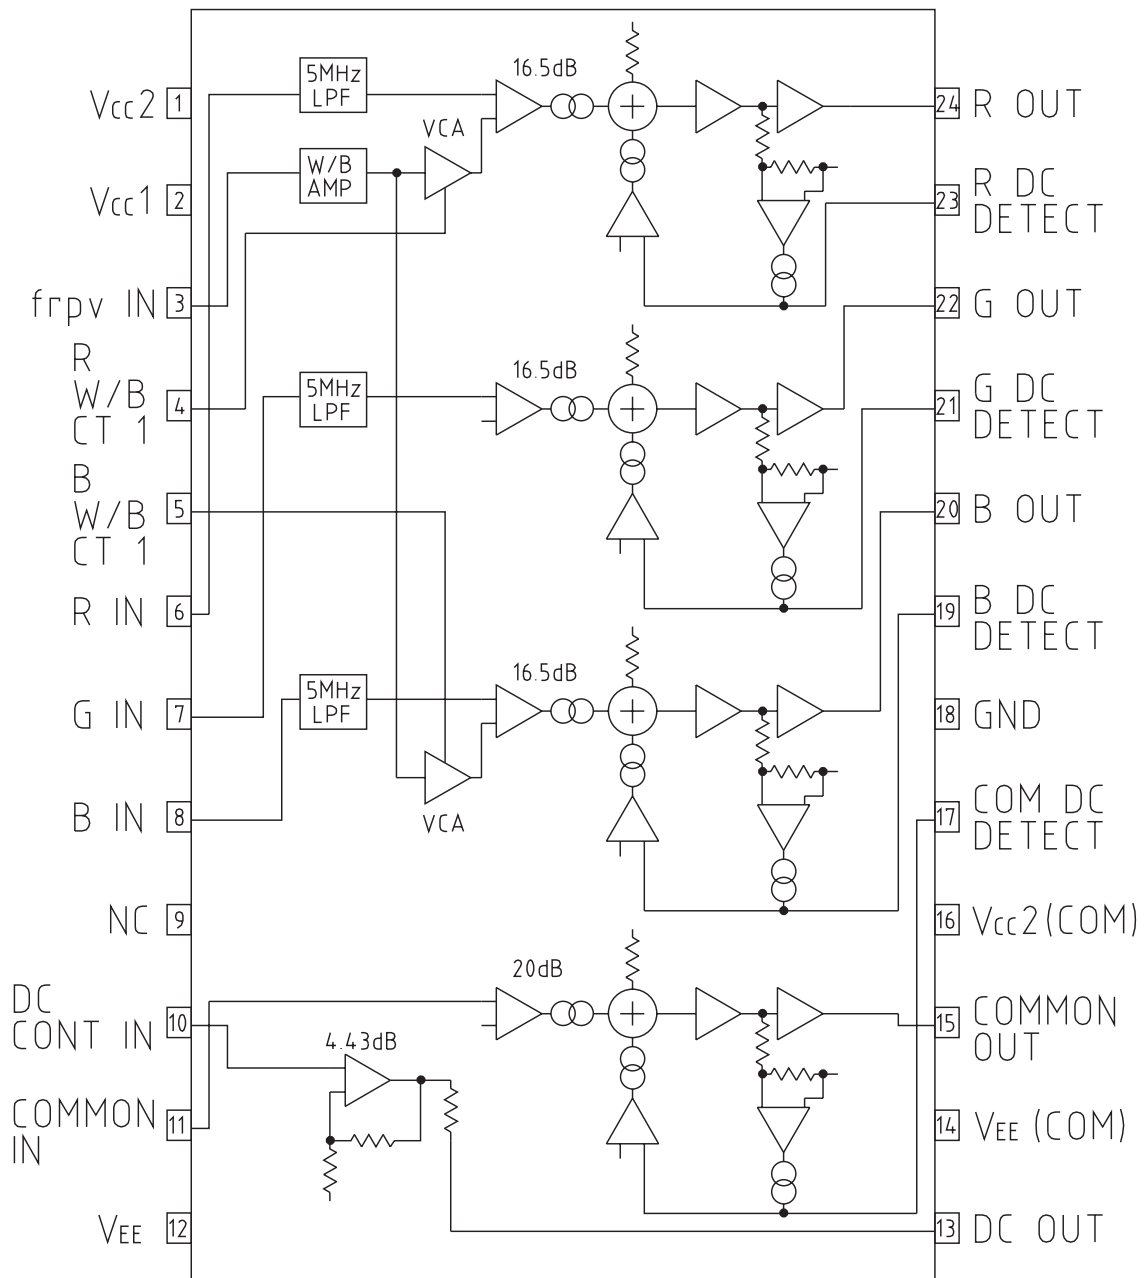 5MHz
LPF
16.5dB
VCA
W/B
AMP
Vcc2 1
Vcc1 2
frpv IN 3
R
W/B
CT 1
4
B
W/B
CT 1
5
R IN 6
G IN 7
B IN 8
NC 9
DC
CONT IN 10
COMMON
IN
11
VEE 12
5MHz
LPF
16.5dB
5MHz
LPF
16.5dB
VCA
20dB
4.43dB
24 R OUT
23 R DC
DETECT
22 G OUT
21 G DC
DETECT
20 B OUT
19 B DC
DETECT
18 GND
17 COM DC
DETECT
16 Vcc2(COM)
15 COMMON
OUT
14 VEE (COM)
13 DC OUT